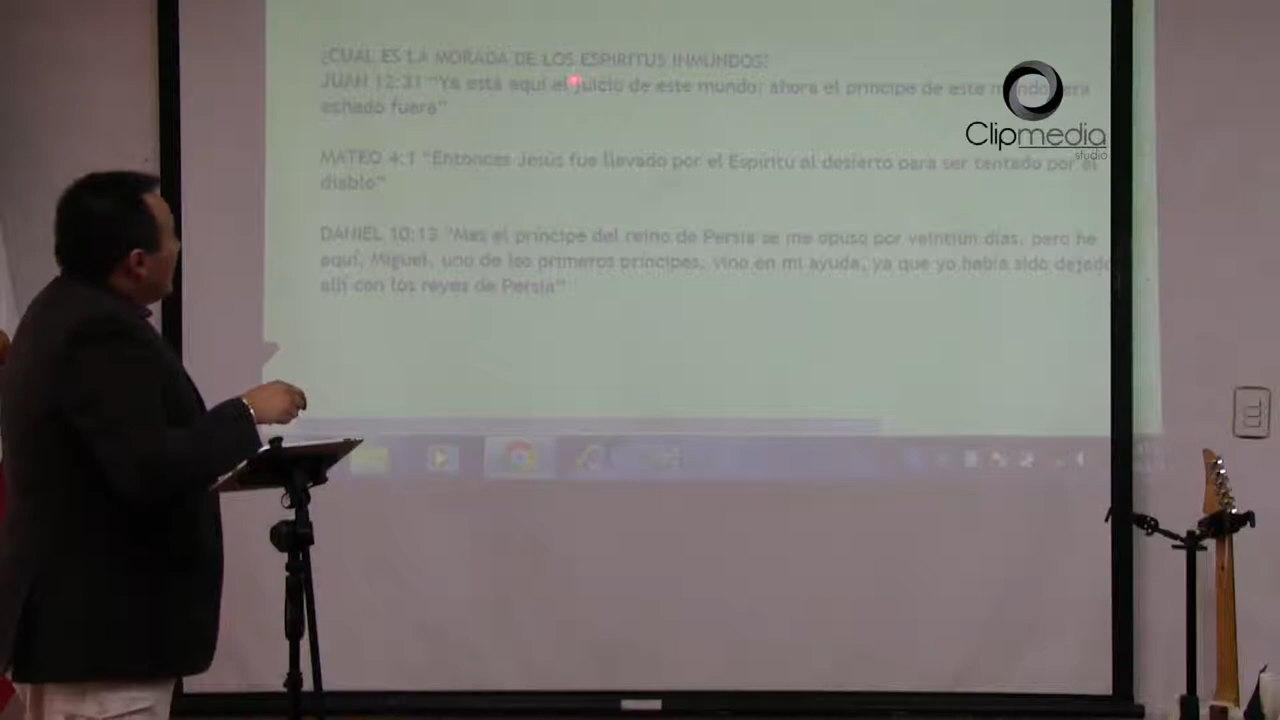 ¿CUAL ES LA MORADA DE LOS ESPIRITUS INMUNDOS?
JUAN 12:31 "Ya está aquí el juicio de este mundo; ahora el príncipe de este mundo será
echado fuera"
MATEO 4:1 "Entonces Jesús fue llevado por el Espíritu al desierto para ser tentado por el
diablo"
DANIEL 10:13 "Mas el príncipe del reino de Persia se me opuso por veintiun días, pero he
aquí, Miguel, uno de los primeros príncipes, vino en mi ayuda, ya que yo había sido dejado
allí con los reyes de Persia"
Clipmedia
studio